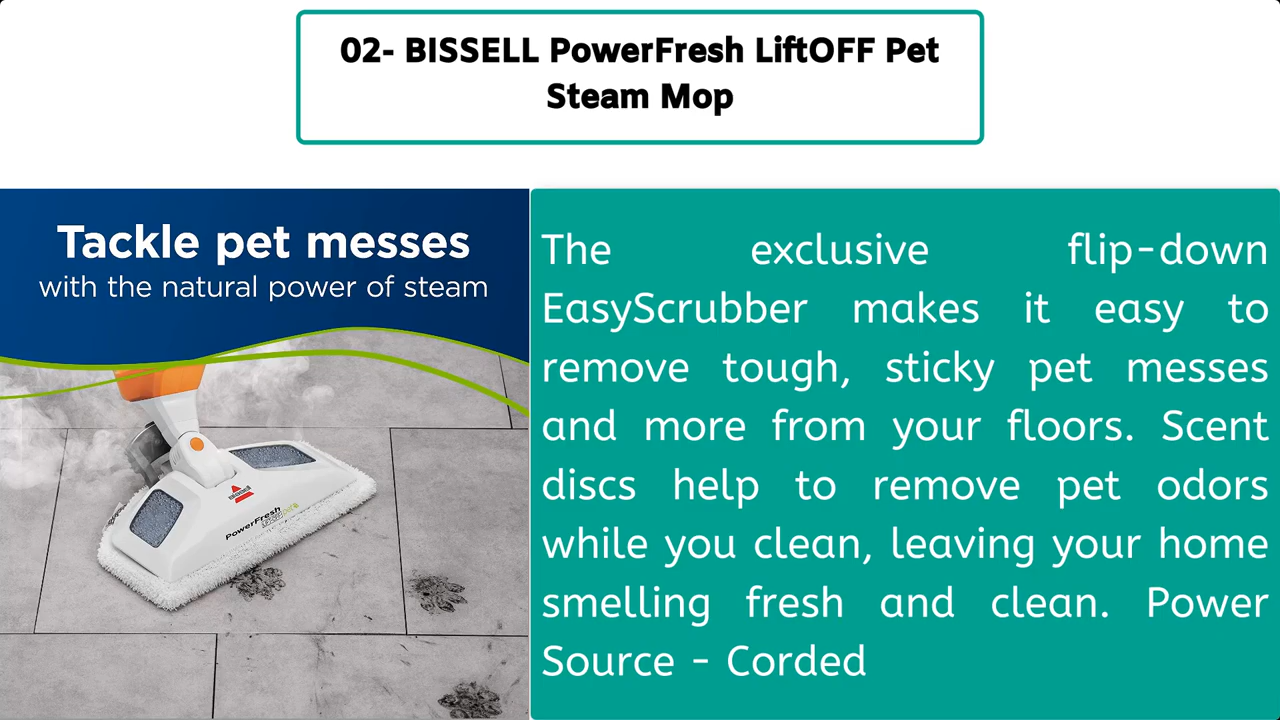 02- BISSELL PowerFresh LiftOFF Pet
Steam Mop
Tackle pet messes
with the natural power of steam
BISSELL
PowerFresh
The exclusive flip-down
EasyScrubber makes it easy to
remove tough, sticky pet messes
and more from your floors. Scent
discs help to remove pet odors
while you clean, leaving your home
smelling fresh and clean. Power
Source - Corded